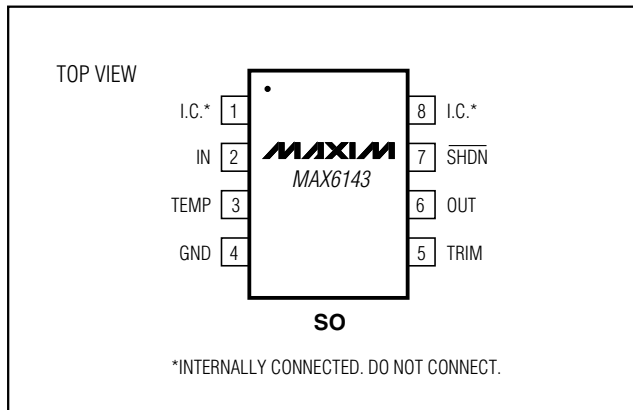 TOP VIEW
I.C.* 1
8 I.C.*
IN 2
MAXIM
7 SHDN
MAX6143
TEMP 3
6 OUT
GND 4
5 TRIM
SO
*INTERNALLY CONNECTED. DO NOT CONNECT.